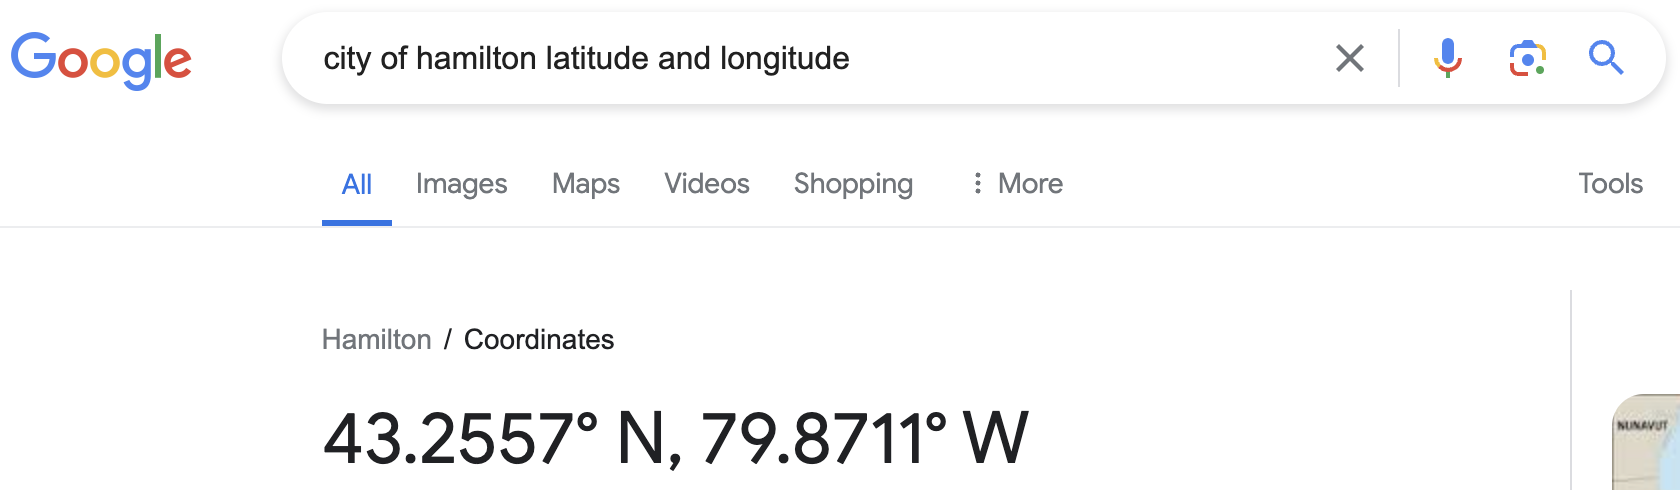 Google city of hamilton latitude and longitude
All Images Maps Videos Shopping More Tools
Hamilton / Coordinates
43.2557° N, 79.8711° W
NUNAVUT